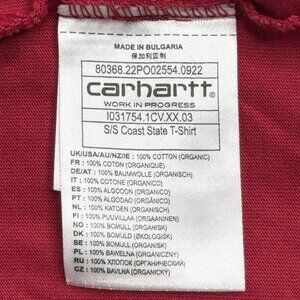 MADE IN BULGARIA
保加利亚制
80368.22PO02554.0922
carhartt
WORK IN PROGRESS
I031754.1CV.XX.03
S/S Coast State T-Shirt
UK/USA/AU/NZ/IE : 100% COTTON (ORGANIC)
FR : 100% COTON (ORGANIQUE)
DE/AT : 100% BAUMWOLLE (ORGANISCH)
IT : 100% COTONE (ORGANICO)
ES : 100% ALGODON (ORGANICO)
PT : 100% ALGODAO (ORGANICO)
NL : 100% KATOEN (ORGANISCH)
FI : 100% PUUVILLAA (ORGANINEN)
NO : 100% BOMULL (ORGANISK)
DK : 100% BOMULD (ØKOLOGISK)
SE : 100% BOMULL (ORGANISK)
PL : 100% BAWEŁNA (ORGANICZNY)
RU : 100% ХЛОПОК (ОРГАНИЧЕСКИЙ)
CZ : 100% BAVLNA (ORGANICKÝ)